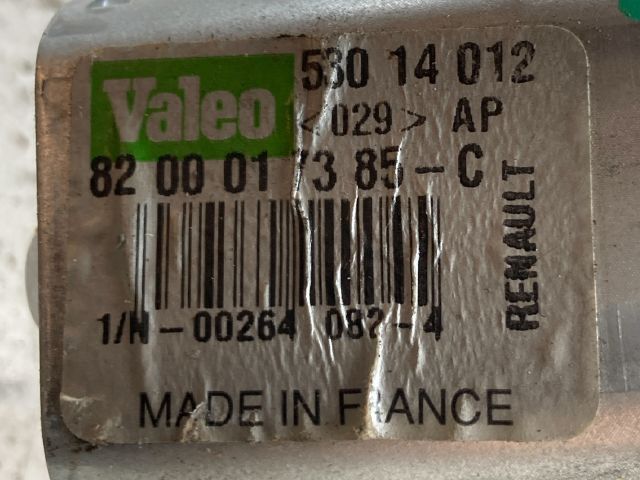 Valeo
530 14 012
<029> AP
82 00 01 73 85-C
RENAULT
1/N-00264 082-4
MADE IN FRANCE